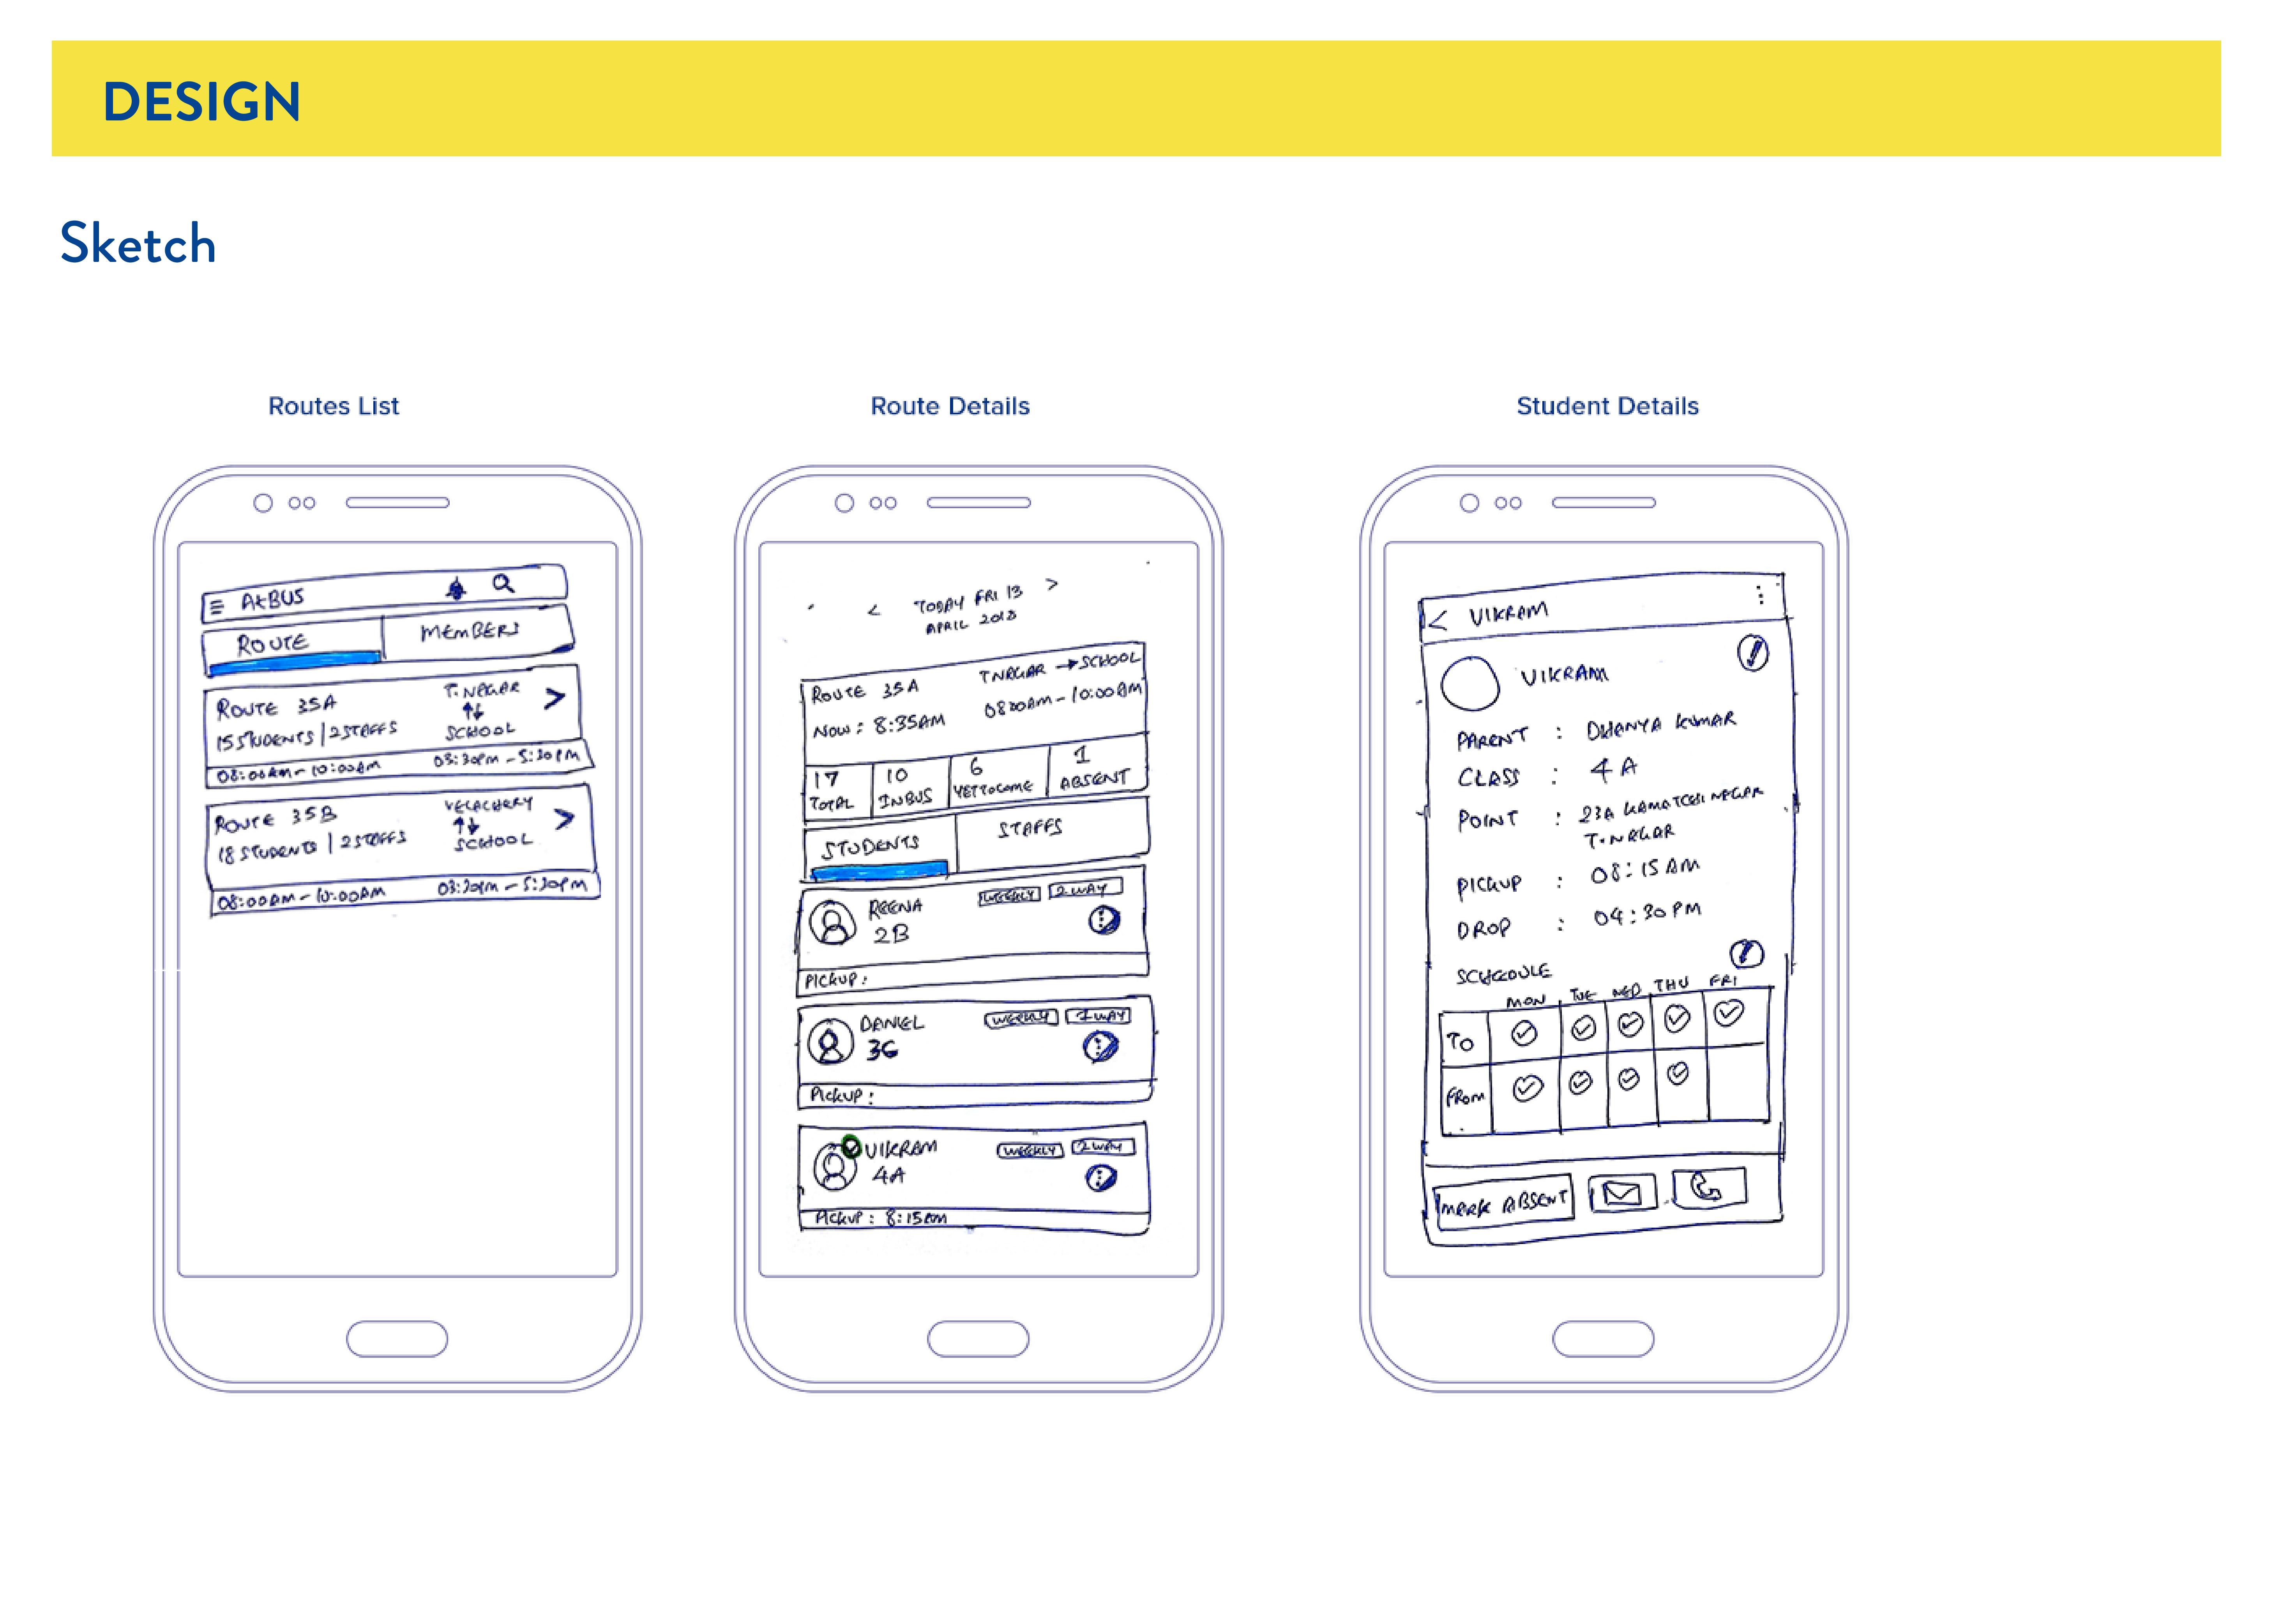 DESIGN
Sketch
Routes List
AtBUS
ROUTE
MEMBERS
ROUTE 35A
T.NAGAR
15 STUDENTS | 2 STAFFS
SCHOOL
08:00AM - 10:00AM
03:30PM - 5:30PM
ROUTE 35B
VELACHERY
18 STUDENTS | 2 STAFFS
SCHOOL
08:00AM - 10:00AM
03:30PM - 5:30PM
Route Details
< TODAY FRI 13 >
APRIL 2018
ROUTE 35A
TNAGAR → SCHOOL
NOW : 8:35AM
08:00AM - 10:00AM
17
TOTAL
10
INBUS
6
YET TO COME
1
ABSENT
STUDENTS
STAFFS
REENA
2B
WEEKLY
2 WAY
PICKUP :
DANIEL
3G
WEEKLY
1 WAY
PICKUP :
VIKRAM
4A
WEEKLY
2 WAY
PICKUP : 8:15AM
Student Details
< VIKRAM
VIKRAM
PARENT : DHANYA KUMAR
CLASS : 4 A
POINT : 23A KAMATCHI NAGAR
T.NAGAR
PICKUP : 08:15 AM
DROP : 04:30 PM
SCHEDULE
MON TUE WED THU FRI
TO
FROM
MARK ABSENT